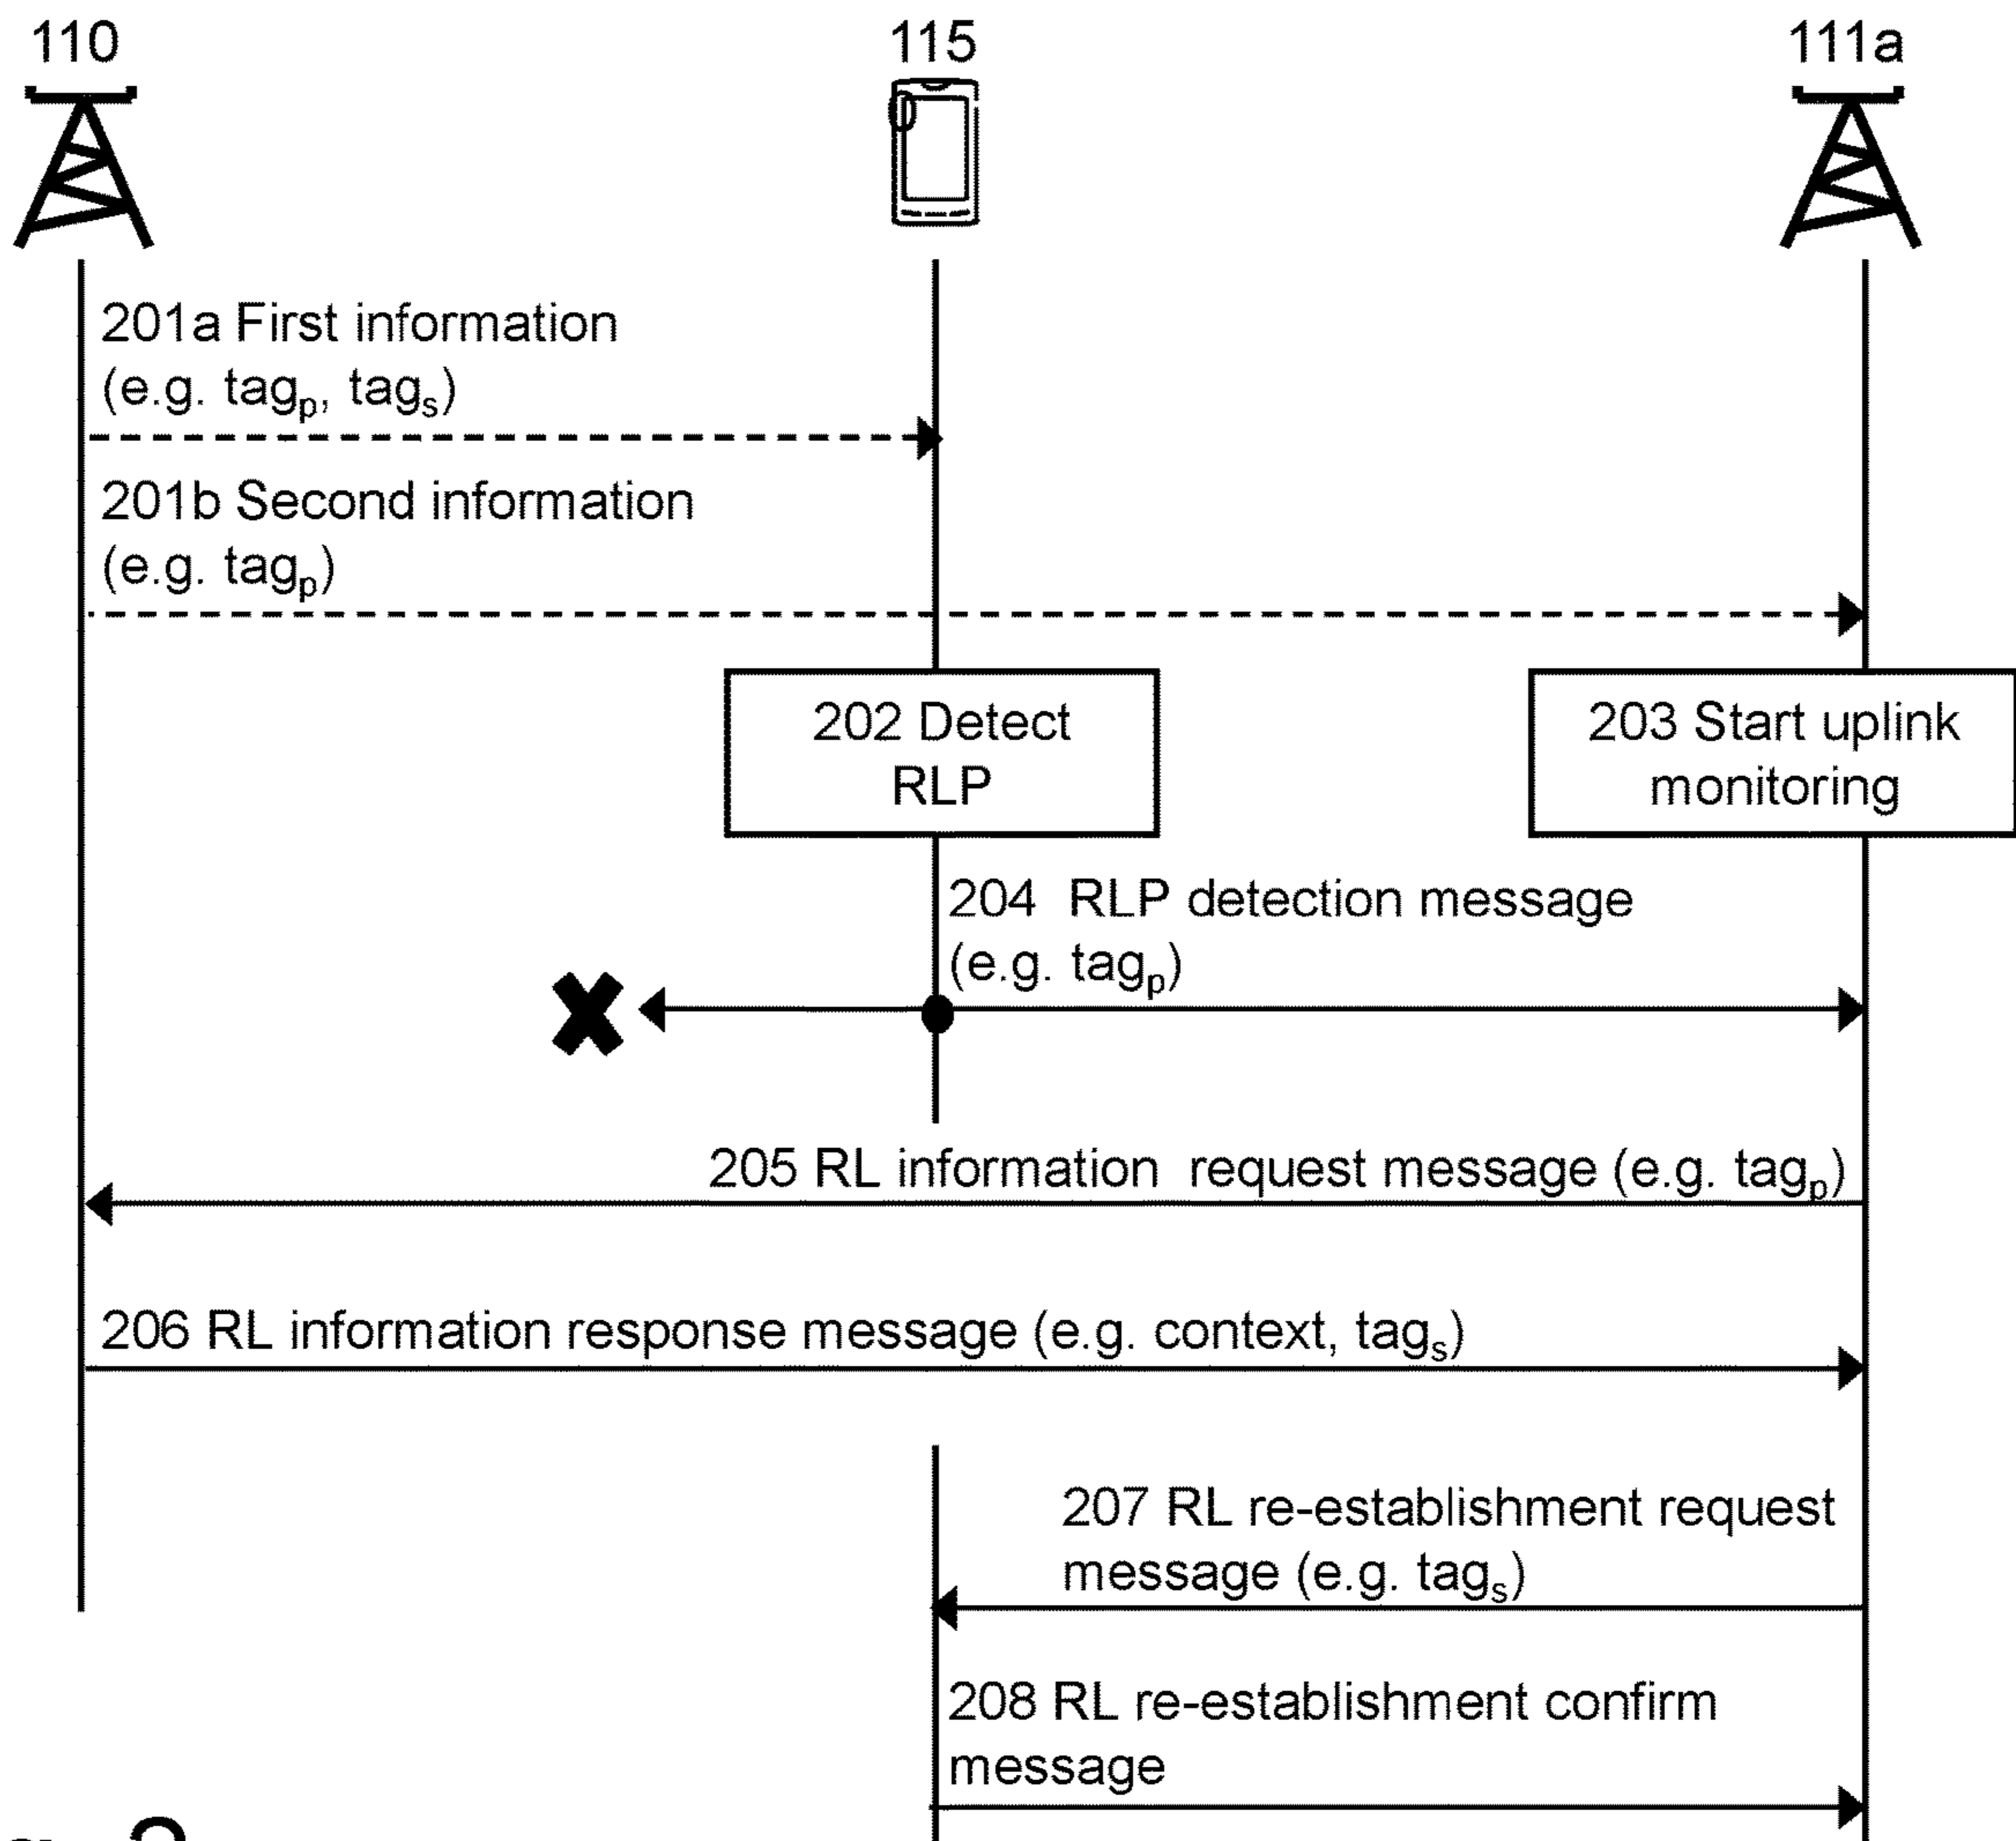 110
115
111a
201a First information
(e.g. tagp, tags)
201b Second information
(e.g. tagp)
202 Detect
RLP
203 Start uplink
monitoring
204 RLP detection message
(e.g. tagp)
205 RL information request message (e.g. tagp)
206 RL information response message (e.g. context, tags)
207 RL re-establishment request
message (e.g. tags)
208 RL re-establishment confirm
message